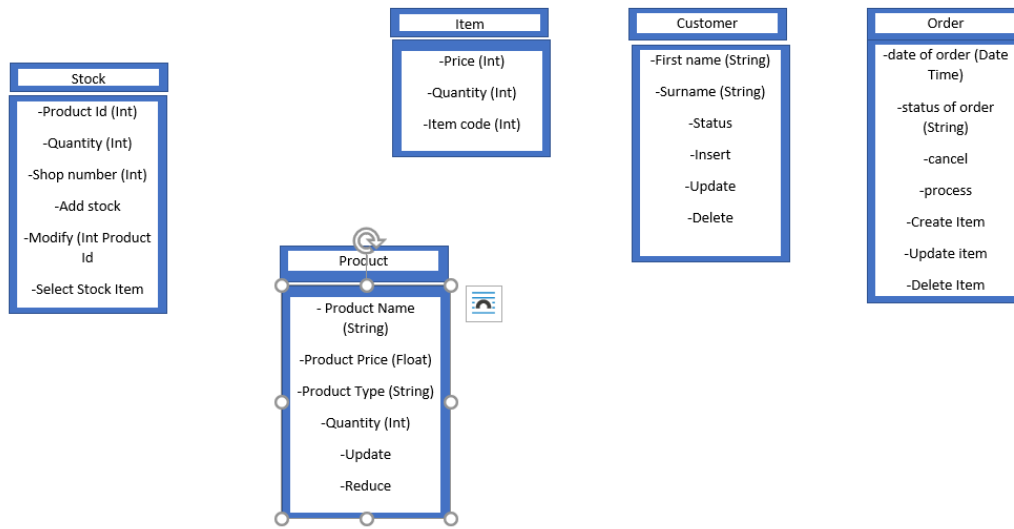 Stock
-Product Id (Int)
-Quantity (Int)
-Shop number (Int)
-Add stock
-Modify (Int Product
Id
-Select Stock Item
Product
- Product Name
(String)
-Product Price (Float)
-Product Type (String)
-Quantity (Int)
-Update
-Reduce
Item
-Price (Int)
-Quantity (Int)
-Item code (Int)
Customer
-First name (String)
-Surname (String)
-Status
-Insert
-Update
-Delete
Order
-date of order (Date
Time)
-status of order
(String)
-cancel
-process
-Create Item
-Update item
-Delete Item